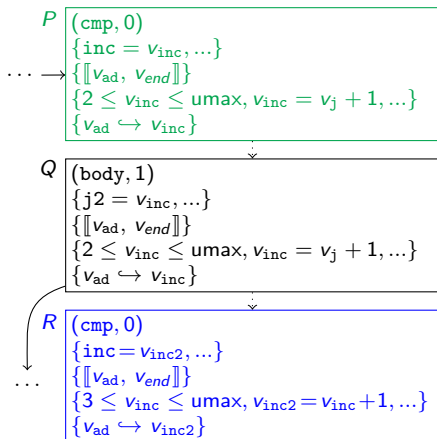 P
(cmp, 0)
{inc = v_inc, ...}
··· {⟦v_ad, v_end⟧}
{2 ≤ v_inc ≤ umax, v_inc = v_j + 1, ...}
{v_ad ↪ v_inc}
Q
(body, 1)
{j2 = v_inc, ...}
{⟦v_ad, v_end⟧}
{2 ≤ v_inc ≤ umax, v_inc = v_j + 1, ...}
{v_ad ↪ v_inc}
R
(cmp, 0)
{inc = v_inc2, ...}
··· {⟦v_ad, v_end⟧}
{3 ≤ v_inc ≤ umax, v_inc2 = v_inc + 1, ...}
{v_ad ↪ v_inc2}